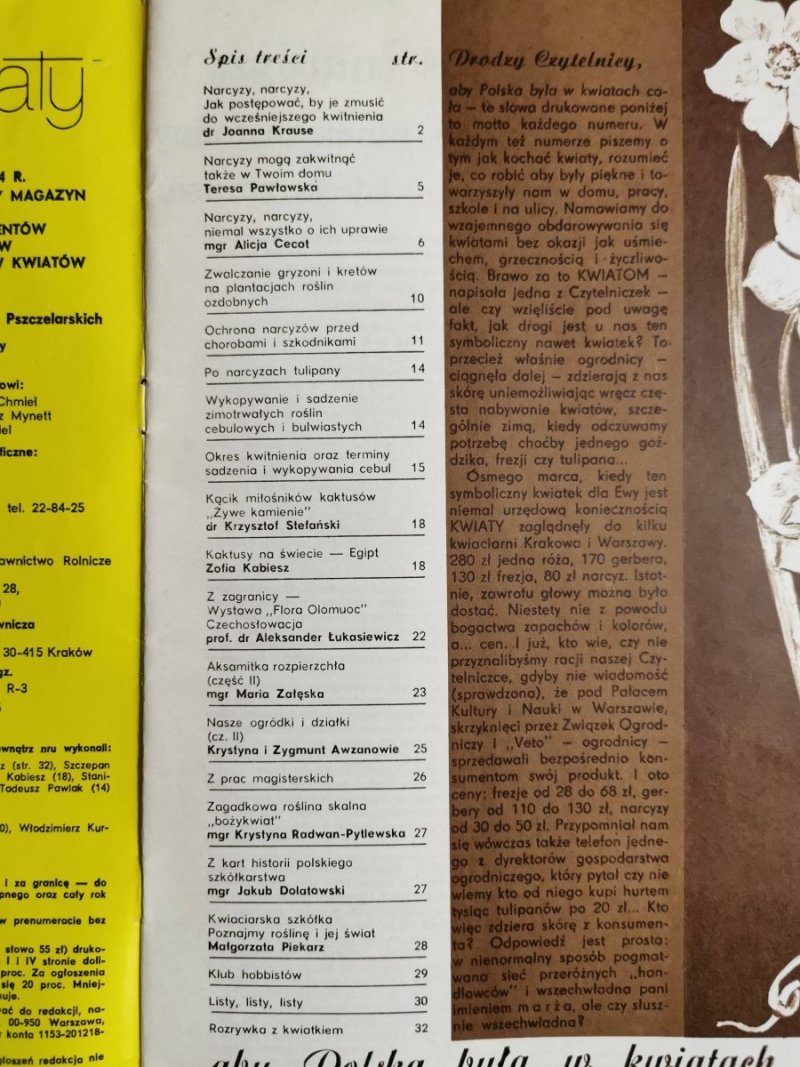 aty
4 R.
MAGAZYN
ENTÓW
W
KWIATÓW
Pszczelarskich
y
owi:
Chmiel
z Mynett
iel
ficzne:
tel. 22-84-25
awnictwo Rolnicze
28,
wnicza
30-415 Kraków
gz.
R-3
ewnątrz nru wykonali:
z (str. 32), Szczepan
Kabiesz (18), Stani-
Tadeusz Pawlak (14)
0), Włodzimierz Kur-
i za granicę — do
pnego oraz cały rok
w prenumeracie bez
słowo 55 zł) druko-
I i IV stronie doli-
proc. Za ogłoszenia
się 20 proc. Mniej-
nuje.
ać do redakcji, na-
00-950 Warszawa,
r konta 1153-201218-
głoszeń redakcja nie
Spis treści str.
Narcyzy, narcyzy,
Jak postępować, by je zmusić
do wcześniejszego kwitnienia
dr Joanna Krause 2
Narcyzy mogą zakwitnąć
także w Twoim domu
Teresa Pawłowska 5
Narcyzy, narcyzy,
niemal wszystko o ich uprawie
mgr Alicja Cecot 6
Zwalczanie gryzoni i kretów
na plantacjach roślin
ozdobnych 10
Ochrona narcyzów przed
chorobami i szkodnikami 11
Po narcyzach tulipany 14
Wykopywanie i sadzenie
zimotrwałych roślin
cebulowych i bulwiastych 14
Okres kwitnienia oraz terminy
sadzenia i wykopywania cebul 15
Kącik miłośników kaktusów
„Żywe kamienie"
dr Krzysztof Stefański 18
Kaktusy na świecie — Egipt
Zofia Kabiesz 18
Z zagranicy —
Wystawa „Flora Olomuoc"
Czechosłowacja
prof. dr Aleksander Łukasiewicz 22
Aksamitka rozpierzchła
(część II)
mgr Maria Załęska 23
Nasze ogródki i działki
(cz. II)
Krystyna i Zygmunt Awzanowie 25
Z prac magisterskich 26
Zagadkowa roślina skalna
„bożykwiat"
mgr Krystyna Radwan-Pytlewska 27
Z kart historii polskiego
szkółkarstwa
mgr Jakub Dolatowski 27
Kwiaciarska szkółka
Poznajmy roślinę i jej świat
Małgorzata Piekarz 28
Klub hobbistów 29
Listy, listy, listy 30
Rozrywka z kwiatkiem 32
Drodzy Czytelnicy,
aby Polska była w kwiatach ca-
ła — te słowa drukowane poniżej
to motto każdego numeru. W
każdym też numerze piszemy o
tym jak kochać kwiaty, rozumieć
je, co robić aby były piękne i to-
warzyszyły nam w domu, pracy,
szkole i na ulicy. Namawiamy do
wzajemnego obdarowywania się
kwiatami bez okazji jak uśmie-
chem, grzecznością i życzliwo-
ścią. Brawo za to KWIATOM —
napisała jedna z Czytelniczek —
ale czy wzięliście pod uwagę
fakt, jak drogi jest u nas ten
symboliczny nawet kwiatek? To
przecież właśnie ogrodnicy —
ciągnęła dalej — zdzierają z nas
skórę uniemożliwiając wręcz czę-
sto nabywanie kwiatów, szcze-
gólnie zimą, kiedy odczuwamy
potrzebę choćby jednego goź-
dzika, frezji czy tulipana...
Ósmego marca, kiedy ten
symboliczny kwiatek dla Ewy jest
niemal urzędową koniecznością
KWIATY zaglądnęły do kilku
kwiaciarni Krakowa i Warszawy.
280 zł jedna róża, 170 gerbera,
130 zł frezja, 80 zł narcyz. Istot-
nie, zawrotu głowy można było
dostać. Niestety nie z powodu
bogactwa zapachów i kolorów,
a... cen. I już, kto wie, czy nie
przyznalibyśmy racji naszej Czy-
telniczce, gdyby nie wiadomość
(sprawdzona), że pod Pałacem
Kultury i Nauki w Warszawie,
skrzyknięci przez Związek Ogrod-
niczy i „Veto" — ogrodnicy —
sprzedawali bezpośrednio kon-
sumentom swój produkt. I oto
ceny: frezje od 28 do 68 zł, ger-
bery od 110 do 130 zł, narcyzy
od 30 do 50 zł. Przypomniał nam
się wówczas także telefon jedne-
go z dyrektorów gospodarstwa
ogrodniczego, który pytał czy nie
wiemy kto od niego kupi hurtem
tysiąc tulipanów po 20 zł... Kto
więc zdziera skórę z konsumen-
ta? Odpowiedź jest prosta:
w nienormalny sposób pogmat-
wana sieć przeróżnych „han-
dlawców" i wszechwładna pani
imieniem marża, ale czy słusz-
nie wszechwładna?
aby Polska była w kwiatach